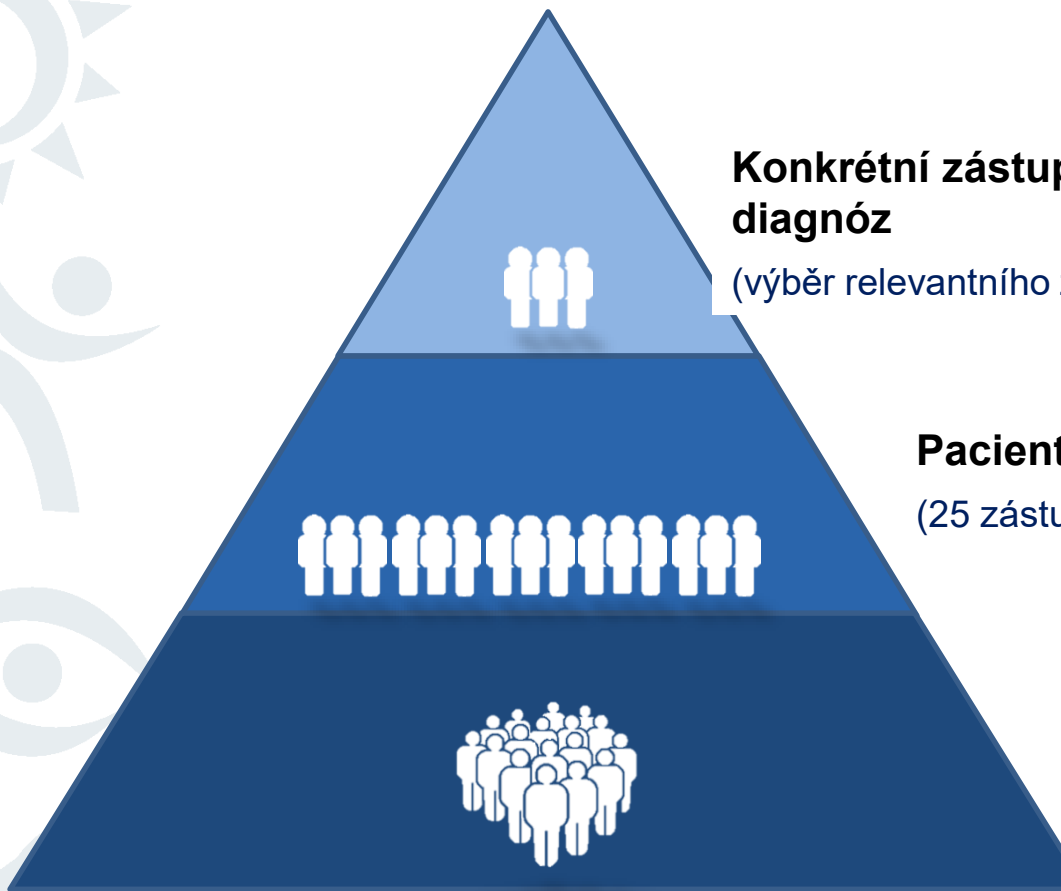 Konkrétní zástup
diagnóz
(výběr relevantního
Pacient
(25 zástu